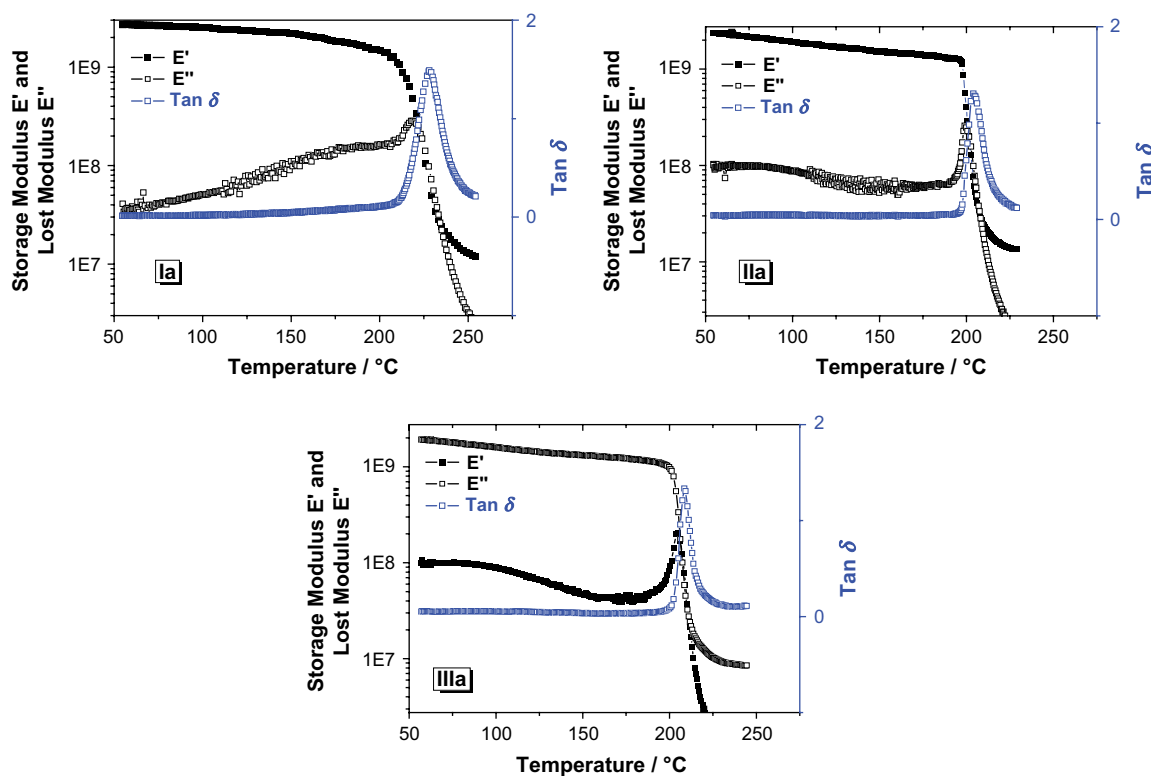 Storage Modulus E' and
Lost Modulus E''
1E9
1E8
1E7
E'
E''
Tan δ
Ia
2
0
Tan δ
50 100 150 200 250
Temperature / °C
Storage Modulus E' and
Lost Modulus E''
1E9
1E8
1E7
E'
E''
Tan δ
IIa
2
0
Tan δ
50 100 150 200 250
Temperature / °C
Storage Modulus E' and
Lost Modulus E''
1E9
1E8
1E7
E'
E''
Tan δ
IIIa
2
0
Tan δ
50 100 150 200 250
Temperature / °C